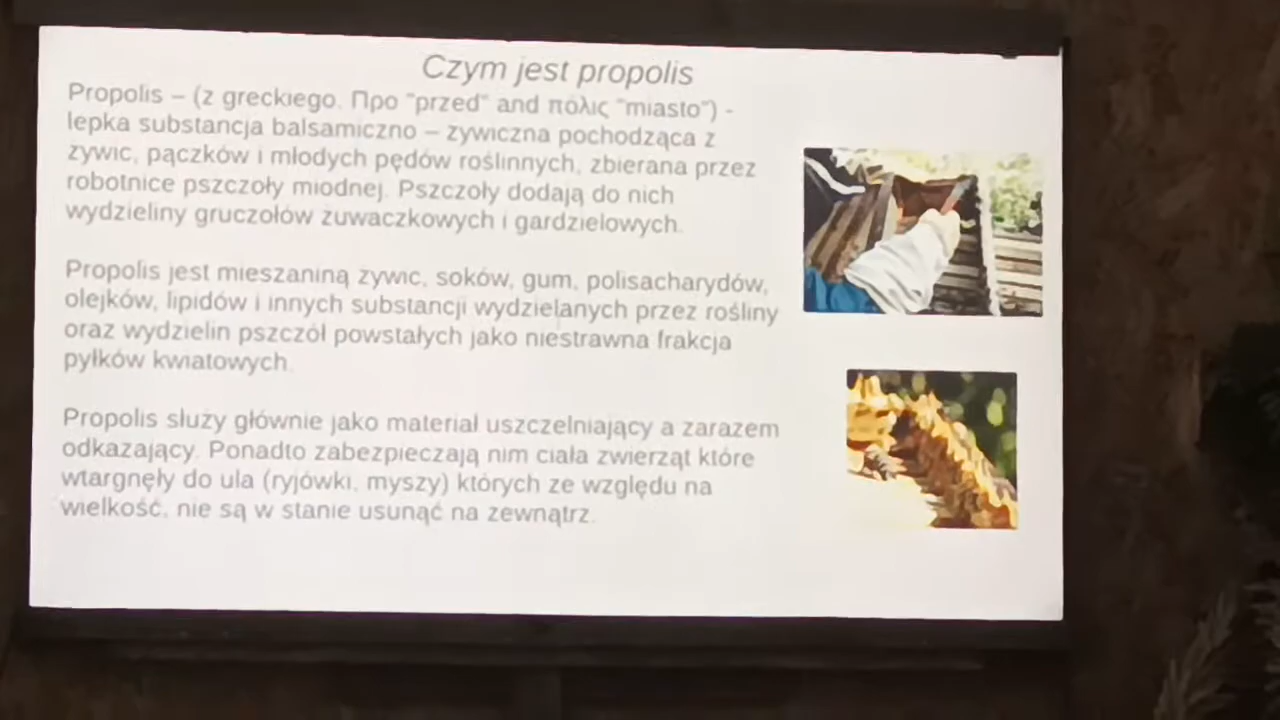 Czym jest propolis
Propolis – (z greckiego. Προ "przed" and πόλις "miasto") -
lepka substancja balsamiczno – żywiczna pochodząca z
żywic, pączków i młodych pędów roślinnych, zbierana przez
robotnice pszczoły miodnej. Pszczoły dodają do nich
wydzieliny gruczołów żuwaczkowych i gardzielowych.
Propolis jest mieszaniną żywic, soków, gum, polisacharydów,
olejków, lipidów i innych substancji wydzielanych przez rośliny
oraz wydzielin pszczół powstałych jako niestrawna frakcja
pyłków kwiatowych.
Propolis służy głównie jako materiał uszczelniający a zarazem
odkażający. Ponadto zabezpieczają nim ciała zwierząt które
wtargnęły do ula (ryjówki, myszy) których ze względu na
wielkość, nie są w stanie usunąć na zewnątrz.